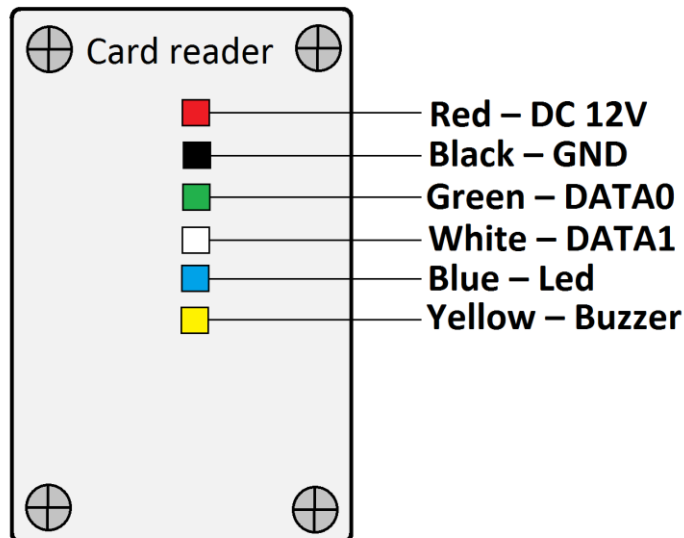 Card reader
Red – DC 12V
Black – GND
Green – DATA0
White – DATA1
Blue – Led
Yellow – Buzzer